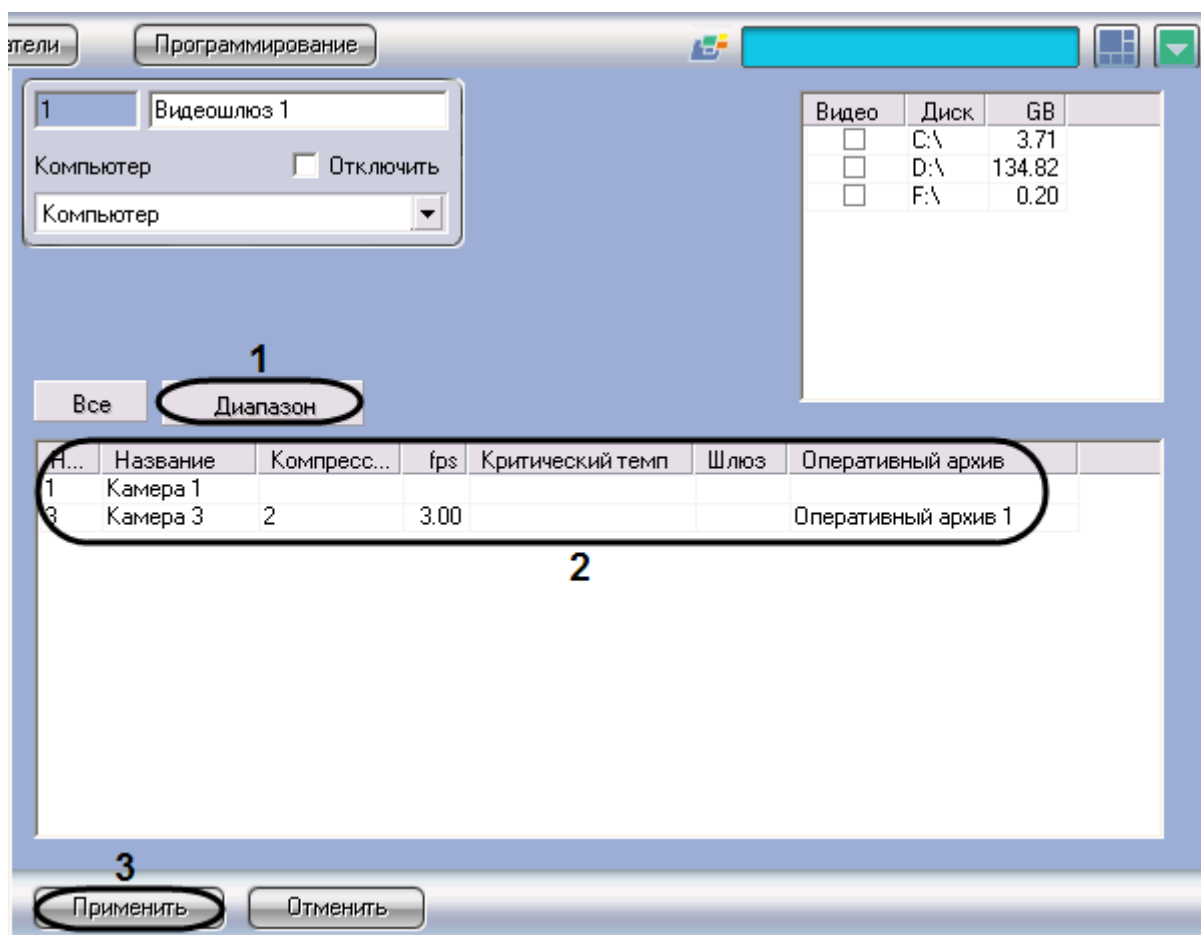 атели Программирование
1 Видеошлюз 1
Компьютер Отключить
Компьютер
Видео Диск GB
C:\ 3.71
D:\ 134.82
F:\ 0.20
1
Все Диапазон
Н... Название Компресс... fps Критический темп Шлюз Оперативный архив
1 Камера 1
3 Камера 3 2 3.00 Оперативный архив 1
2
3
Применить Отменить